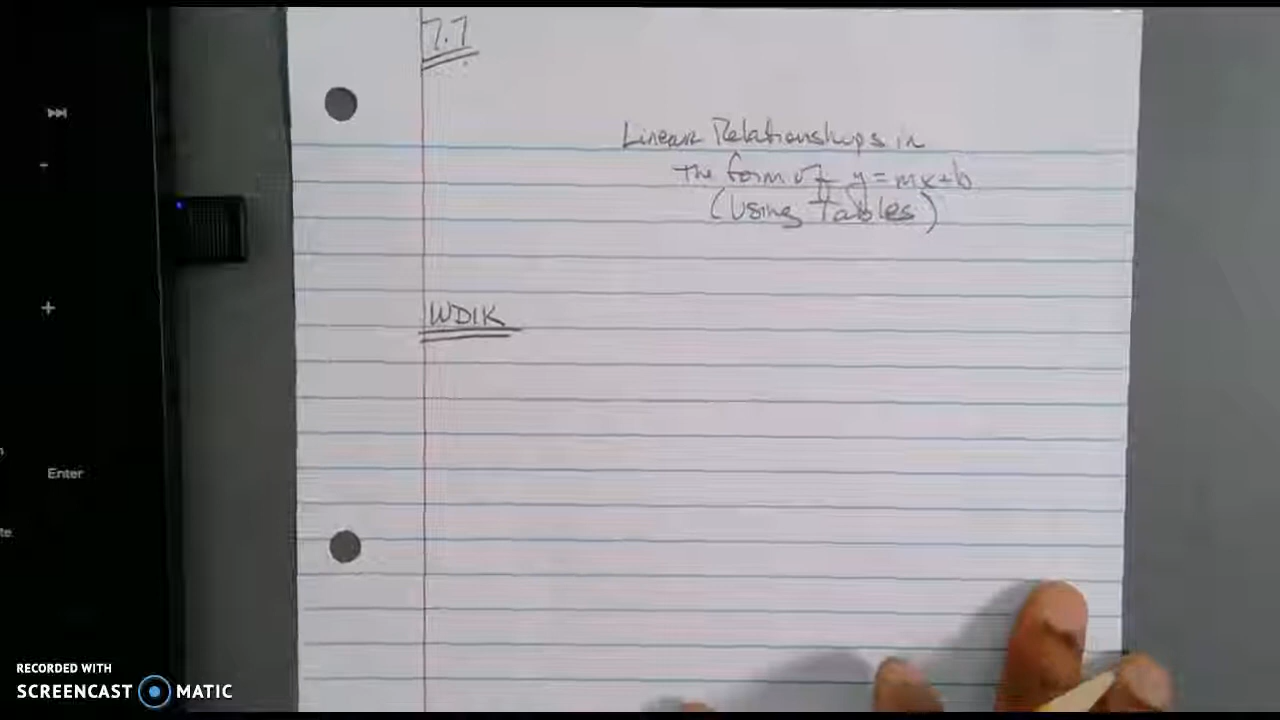 7.7
Linear Relationships in
the form of y=mx+b
(Using Tables)
WDIK
Enter
RECORDED WITH
SCREENCAST MATIC